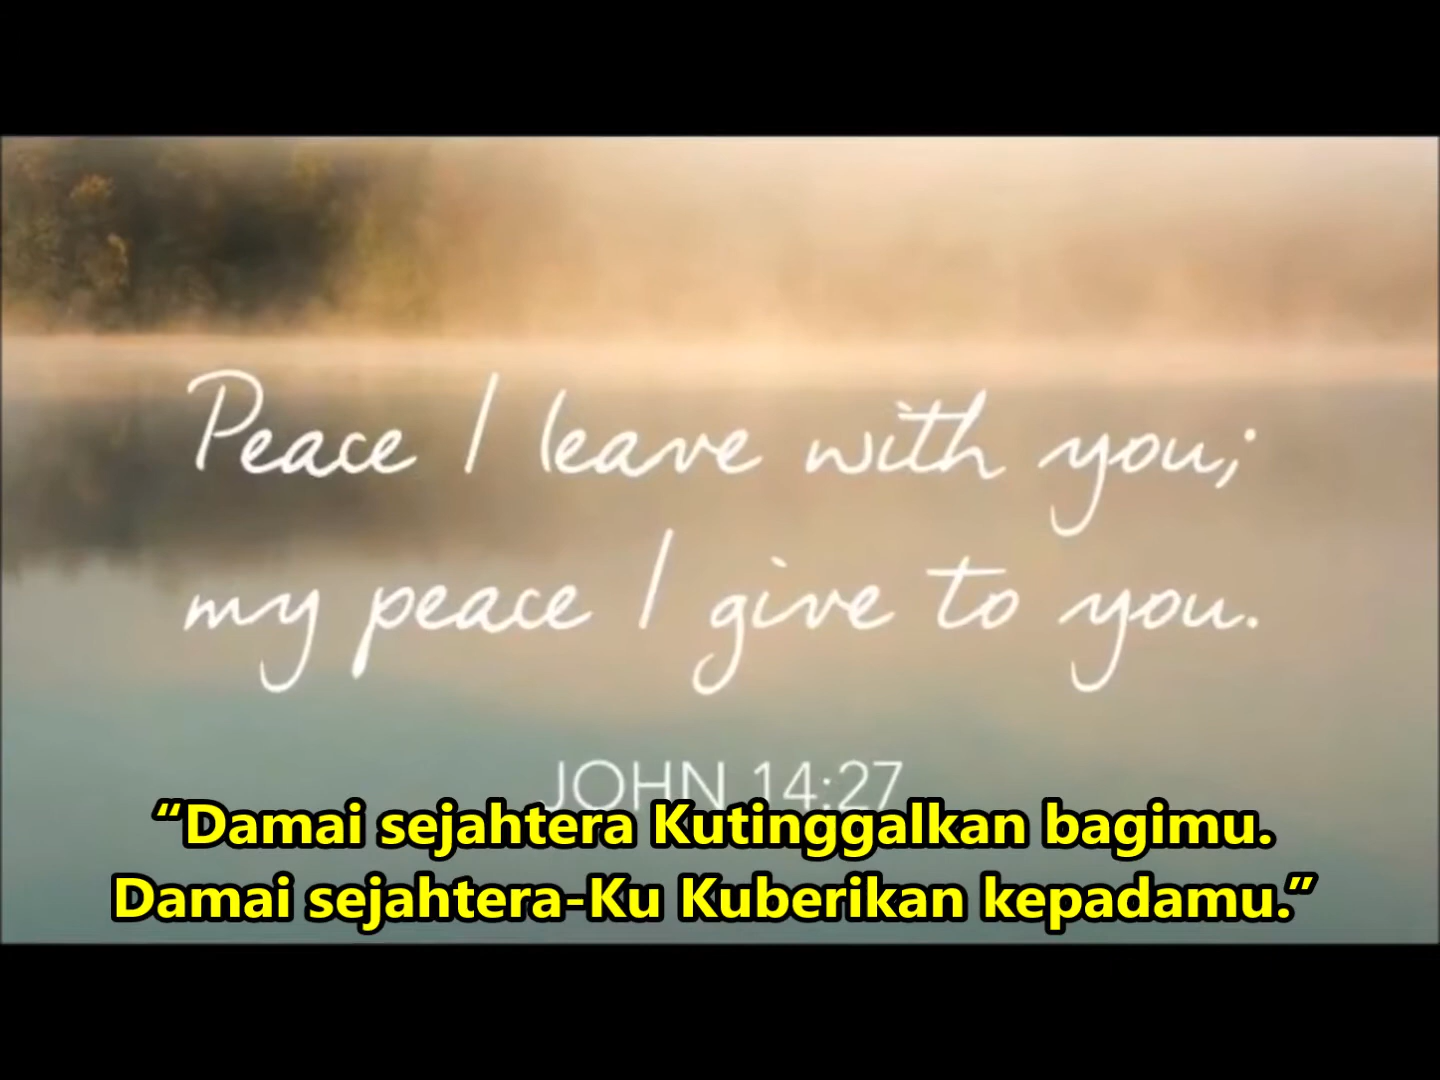 Peace I leave with you;
my peace I give to you.
JOHN 14:27
“Damai sejahtera Kutinggalkan bagimu.
Damai sejahtera-Ku Kuberikan kepadamu.”